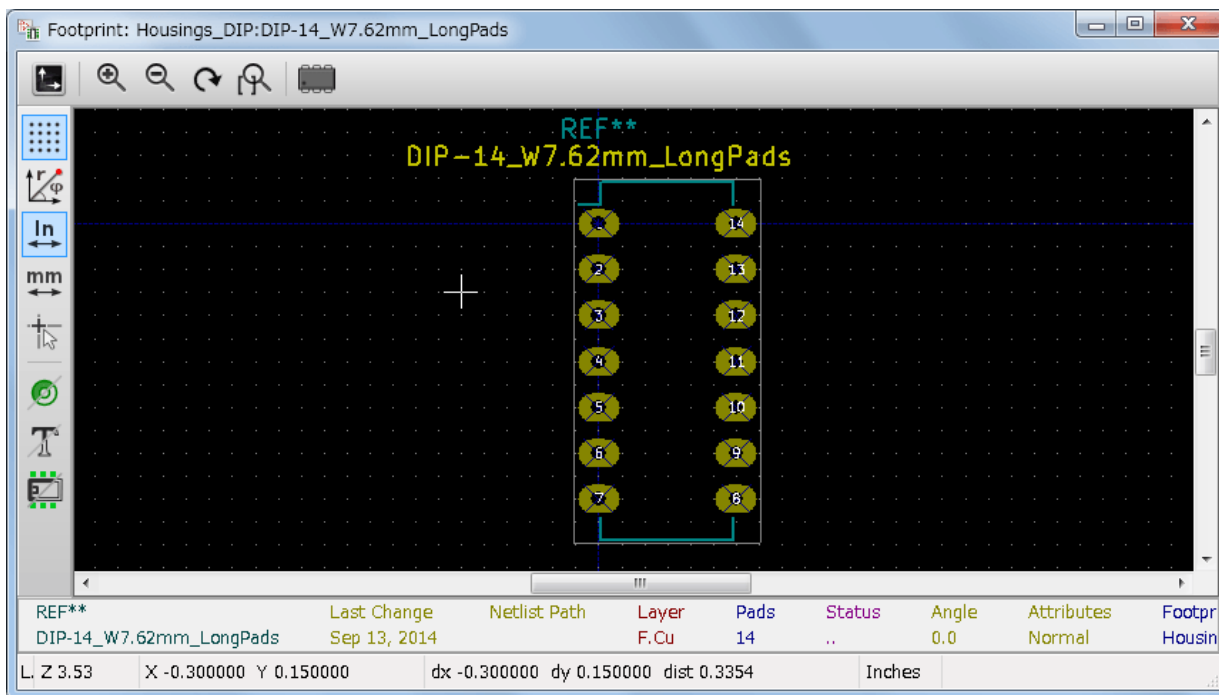 Footprint: Housings_DIP:DIP-14_W7.62mm_LongPads
In
mm
REF**
DIP-14_W7.62mm_LongPads
1 14
2 13
3 12
4 11
5 10
6 9
7 8
REF** Last Change Netlist Path Layer Pads Status Angle Attributes Footpr
DIP-14_W7.62mm_LongPads Sep 13, 2014 F.Cu 14 .. 0.0 Normal Housin
L. Z 3.53 X -0.300000 Y 0.150000 dx -0.300000 dy 0.150000 dist 0.3354 Inches